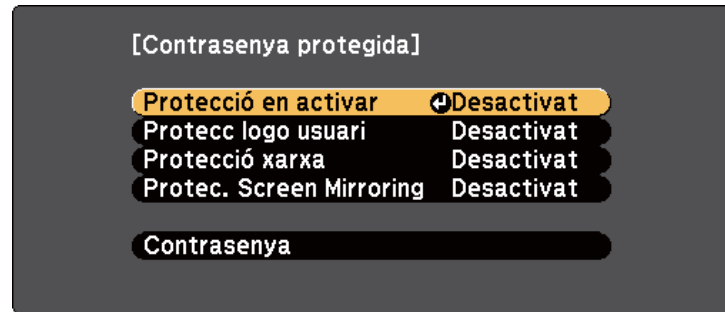 [Contrasenya protegida]
Protecció en activar Desactivat
Protecc logo usuari Desactivat
Protecció xarxa Desactivat
Protec. Screen Mirroring Desactivat
Contrasenya